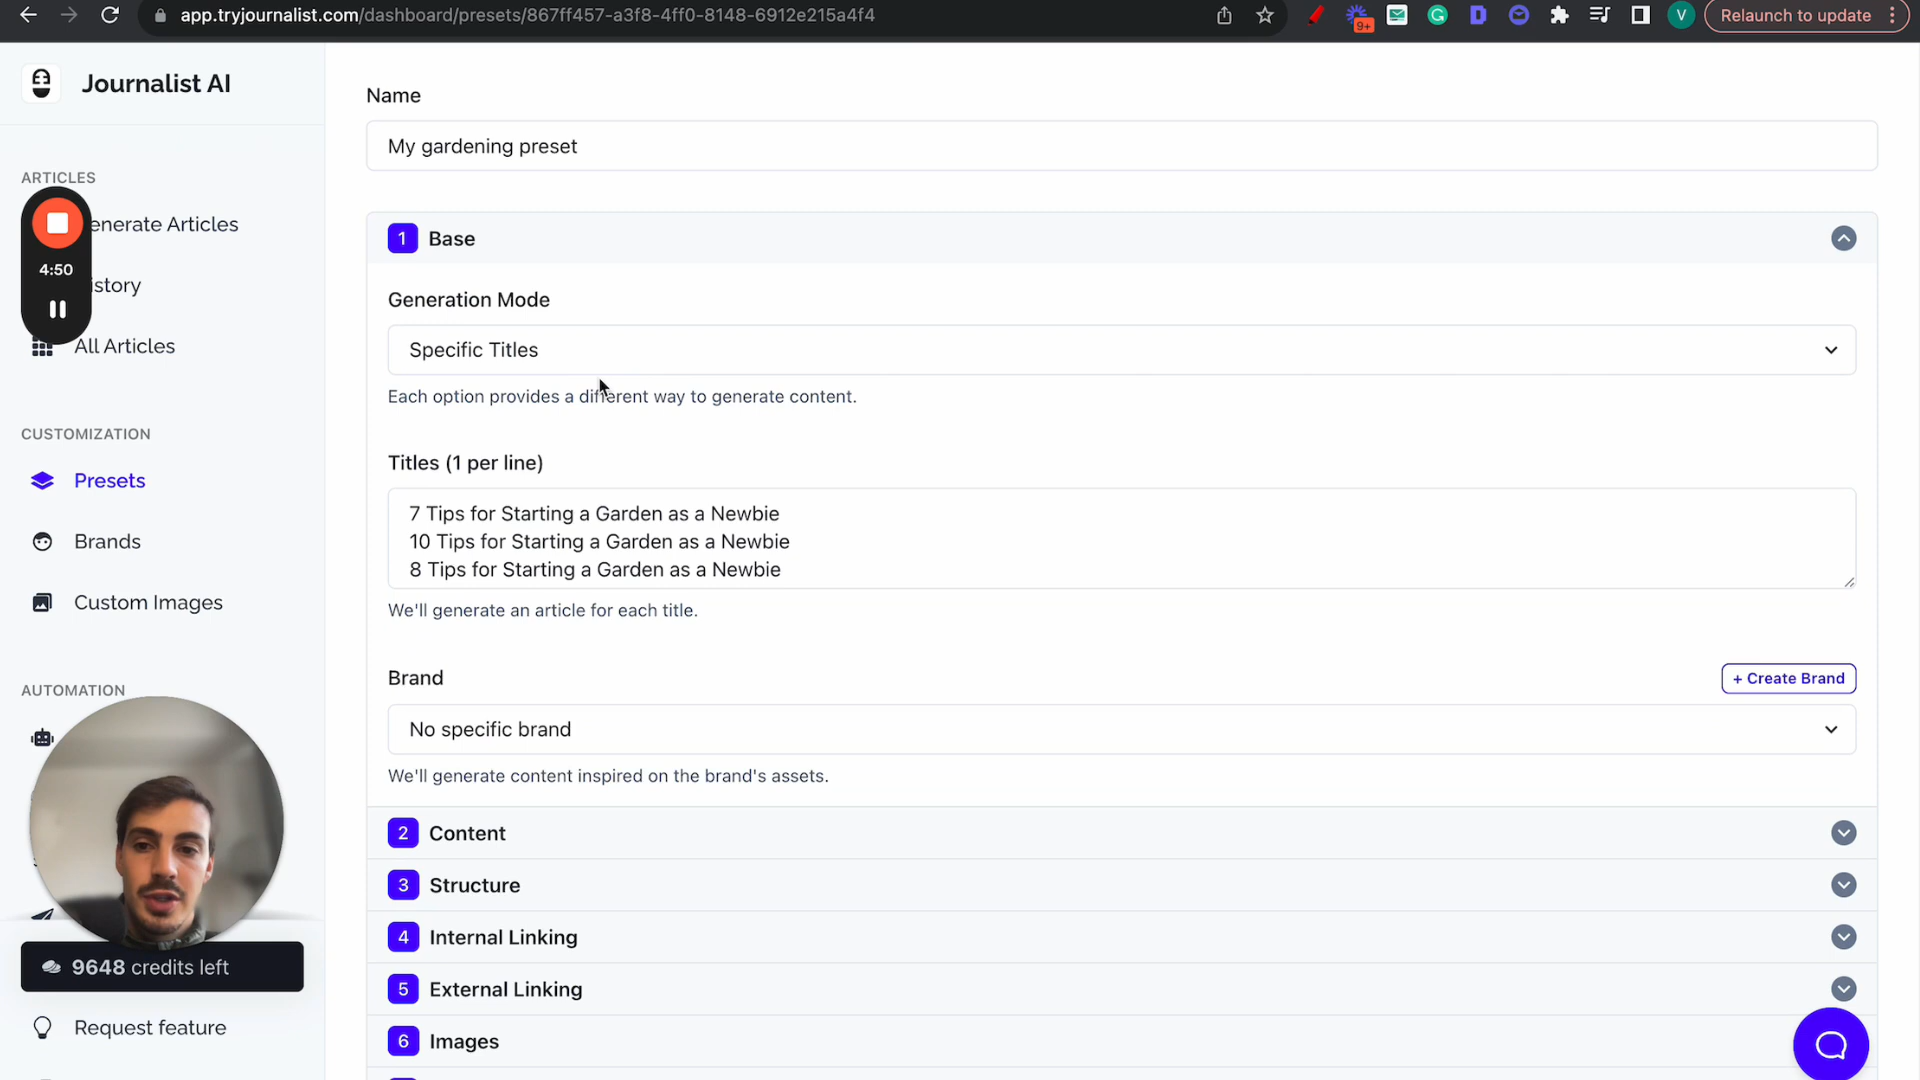 app.tryjournalist.com/dashboard/presets/867ff457-a3f8-4ff0-8148-6912e215a4f4
9+
V
Relaunch to update
Journalist AI
ARTICLES
enerate Articles
4:50
istory
All Articles
CUSTOMIZATION
Presets
Brands
Custom Images
AUTOMATION
9648 credits left
Request feature
Name
My gardening preset
1 Base
Generation Mode
Specific Titles
Each option provides a different way to generate content.
Titles (1 per line)
7 Tips for Starting a Garden as a Newbie
10 Tips for Starting a Garden as a Newbie
8 Tips for Starting a Garden as a Newbie
We'll generate an article for each title.
Brand
+ Create Brand
No specific brand
We'll generate content inspired on the brand's assets.
2 Content
3 Structure
4 Internal Linking
5 External Linking
6 Images